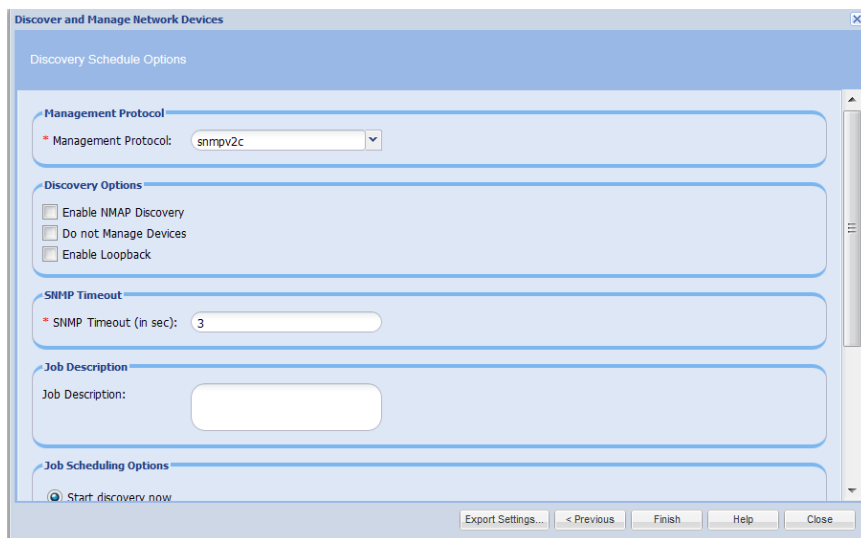 Discover and Manage Network Devices
Discovery Schedule Options
Management Protocol
* Management Protocol: snmpv2c
Discovery Options
Enable NMAP Discovery
Do not Manage Devices
Enable Loopback
SNMP Timeout
* SNMP Timeout (in sec): 3
Job Description
Job Description:
Job Scheduling Options
Start discovery now
Export Settings... < Previous Finish Help Close